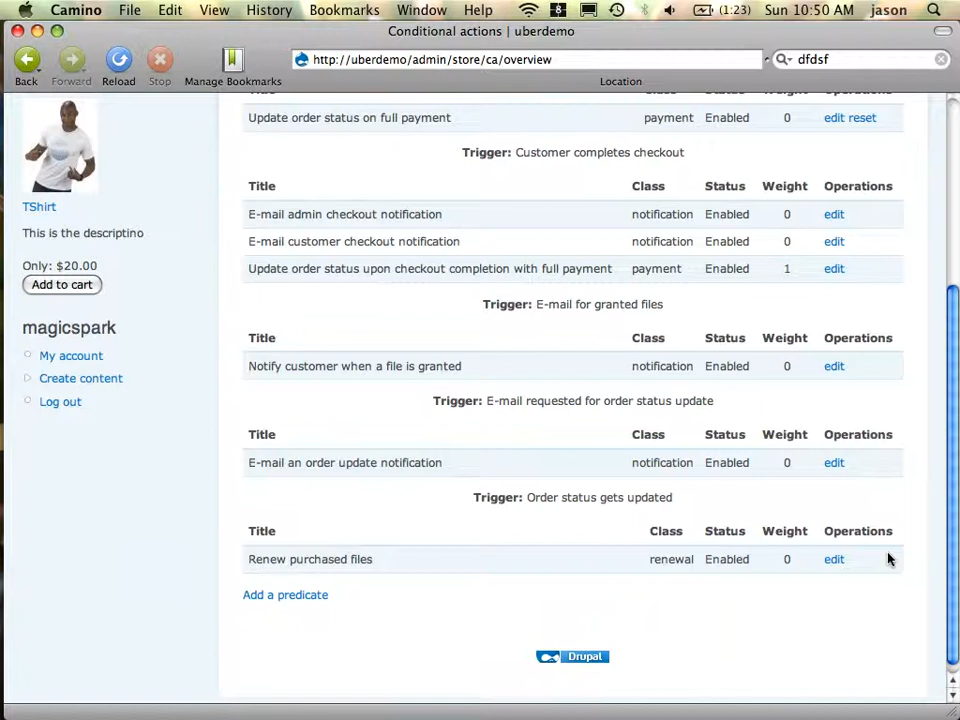 Camino File Edit View History Bookmarks Window Help (1:23) Sun 10:50 AM jason
Conditional actions | uberdemo
http://uberdemo/admin/store/ca/overview
dfdsf
Back Forward Reload Stop Manage Bookmarks Location
Title Class Status Weight Operations
Update order status on full payment payment Enabled 0 edit reset
Trigger: Customer completes checkout
Title Class Status Weight Operations
E-mail admin checkout notification notification Enabled 0 edit
E-mail customer checkout notification notification Enabled 0 edit
Update order status upon checkout completion with full payment payment Enabled 1 edit
Trigger: E-mail for granted files
Title Class Status Weight Operations
Notify customer when a file is granted notification Enabled 0 edit
Trigger: E-mail requested for order status update
Title Class Status Weight Operations
E-mail an order update notification notification Enabled 0 edit
Trigger: Order status gets updated
Title Class Status Weight Operations
Renew purchased files renewal Enabled 0 edit
Add a predicate
Drupal
TShirt
This is the descriptino
Only: $20.00
Add to cart
magicspark
My account
Create content
Log out